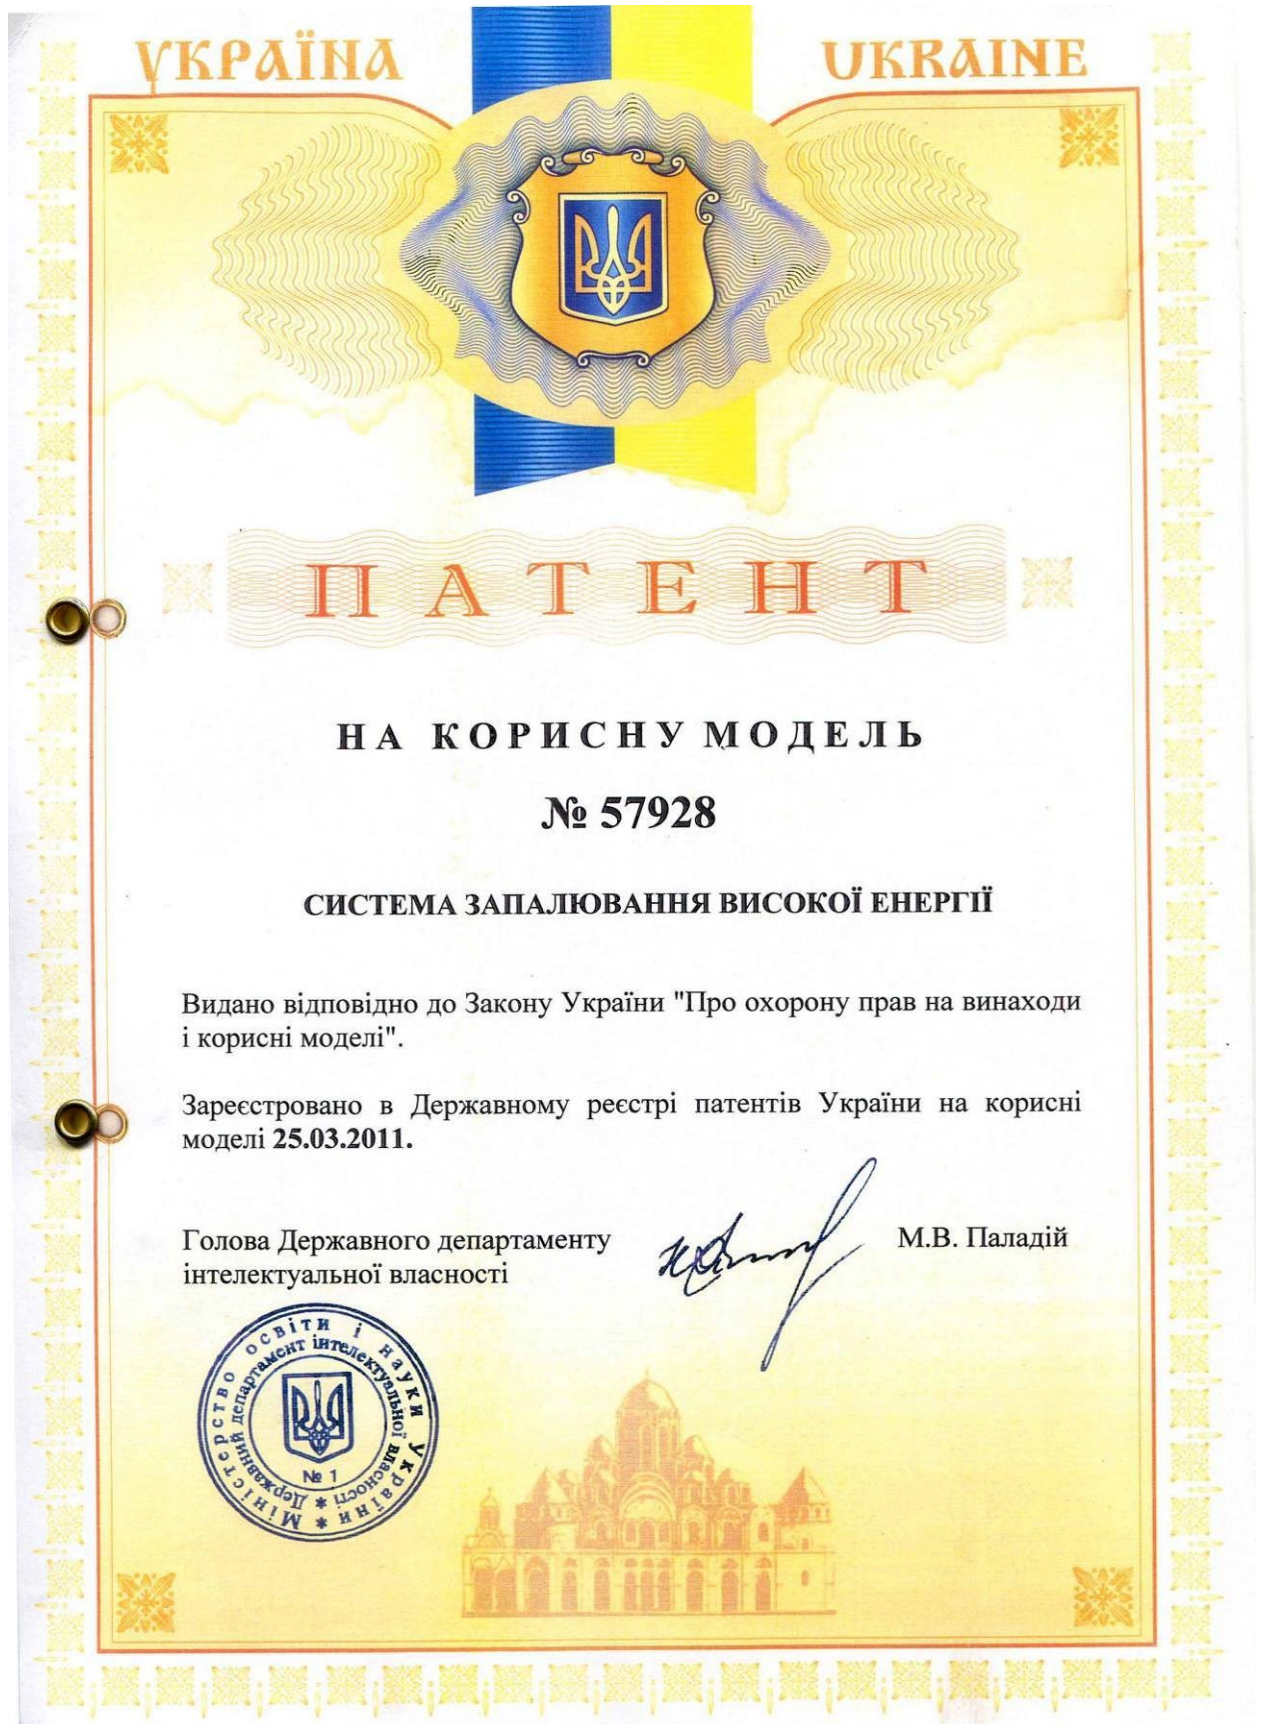 УКРАЇНА
UKRAINE
ПАТЕНТ
НА КОРИСНУ МОДЕЛЬ
№ 57928
СИСТЕМА ЗАПАЛЮВАННЯ ВИСОКОЇ ЕНЕРГІЇ
Видано відповідно до Закону України "Про охорону прав на винаходи
і корисні моделі".
Зареєстровано в Державному реєстрі патентів України на корисні
моделі 25.03.2011.
Голова Державного департаменту
інтелектуальної власності
М.В. Паладій
Міністерство освіти і науки України *
Державний департамент інтелектуальної власності *
№ 1